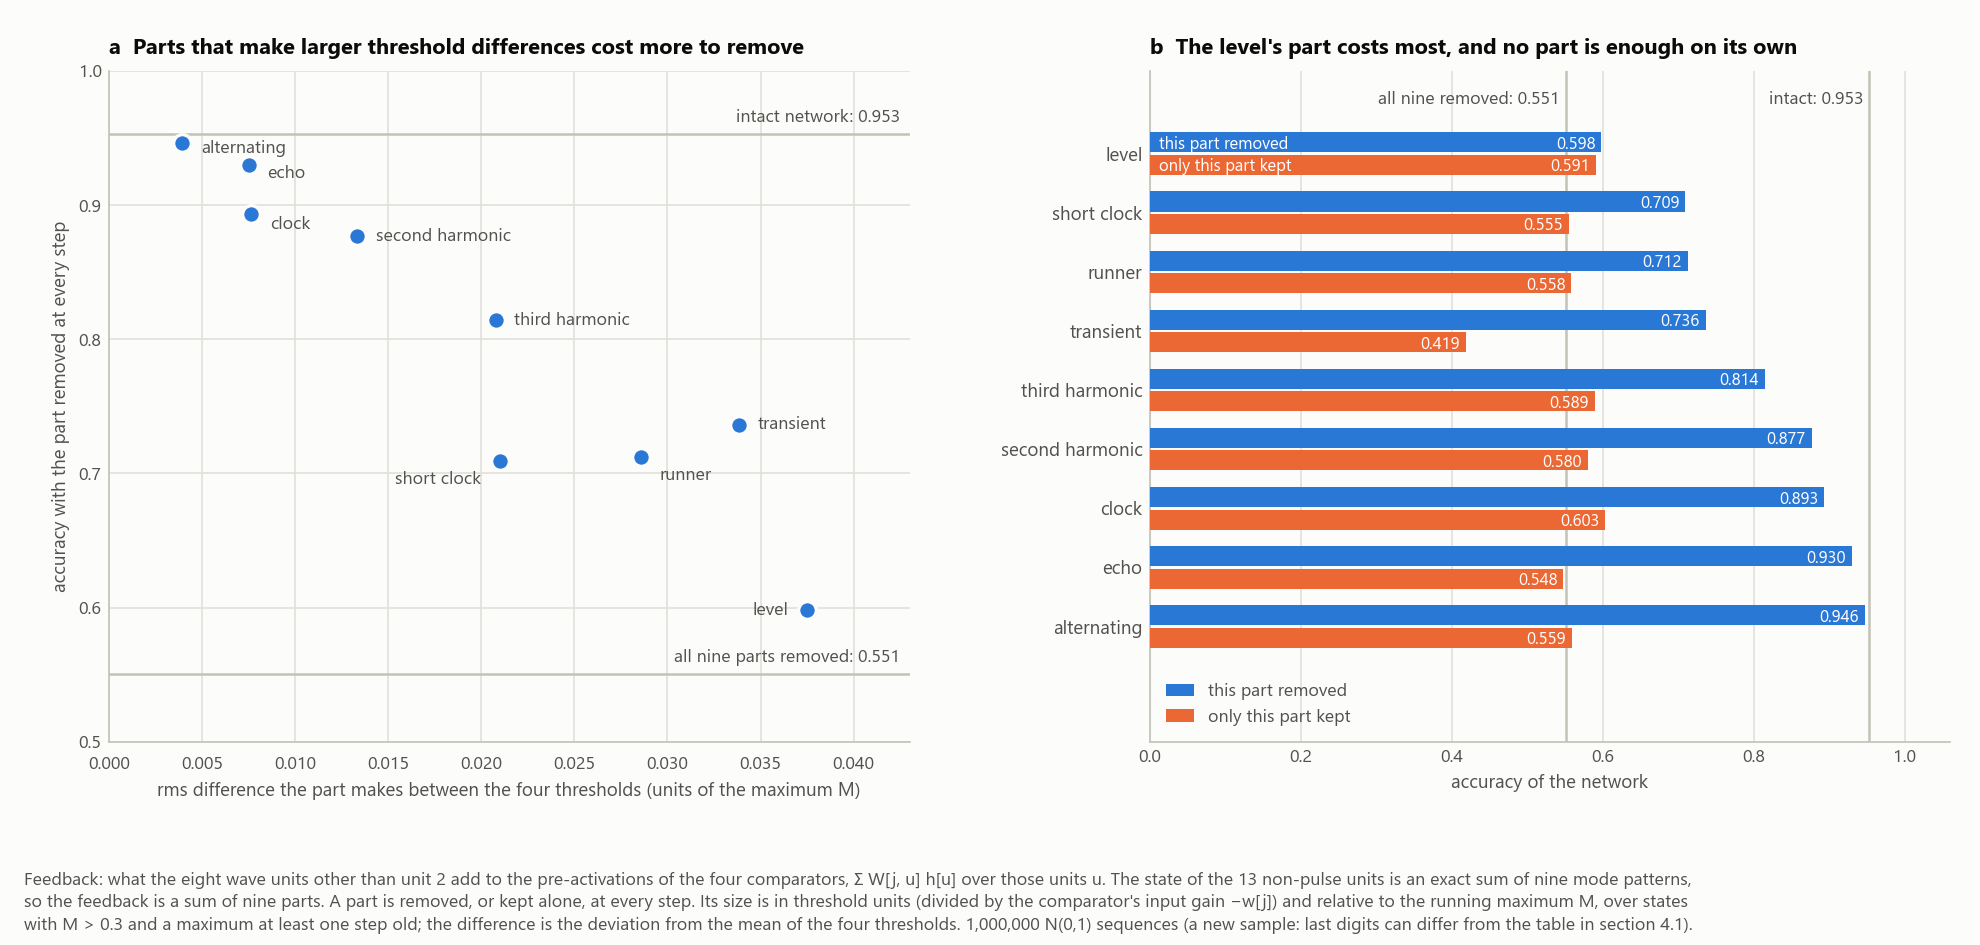 a Parts that make larger threshold differences cost more to remove
1.0
0.9
0.8
0.7
0.6
0.5
accuracy with the part removed at every step
intact network: 0.953
alternating
echo
clock
second harmonic
third harmonic
transient
short clock
runner
level
all nine parts removed: 0.551
0.000 0.005 0.010 0.015 0.020 0.025 0.030 0.035 0.040
rms difference the part makes between the four thresholds (units of the maximum M)
b The level's part costs most, and no part is enough on its own
all nine removed: 0.551 intact: 0.953
level
this part removed 0.598
only this part kept 0.591
short clock
0.709
0.555
runner
0.712
0.558
transient
0.736
0.419
third harmonic
0.814
0.589
second harmonic
0.877
0.580
clock
0.893
0.603
echo
0.930
0.548
alternating
0.946
0.559
this part removed
only this part kept
0.0 0.2 0.4 0.6 0.8 1.0
accuracy of the network
Feedback: what the eight wave units other than unit 2 add to the pre-activations of the four comparators, Σ W[j, u] h[u] over those units u. The state of the 13 non-pulse units is an exact sum of nine mode patterns,
so the feedback is a sum of nine parts. A part is removed, or kept alone, at every step. Its size is in threshold units (divided by the comparator's input gain −w[j]) and relative to the running maximum M, over states
with M > 0.3 and a maximum at least one step old; the difference is the deviation from the mean of the four thresholds. 1,000,000 N(0,1) sequences (a new sample: last digits can differ from the table in section 4.1).